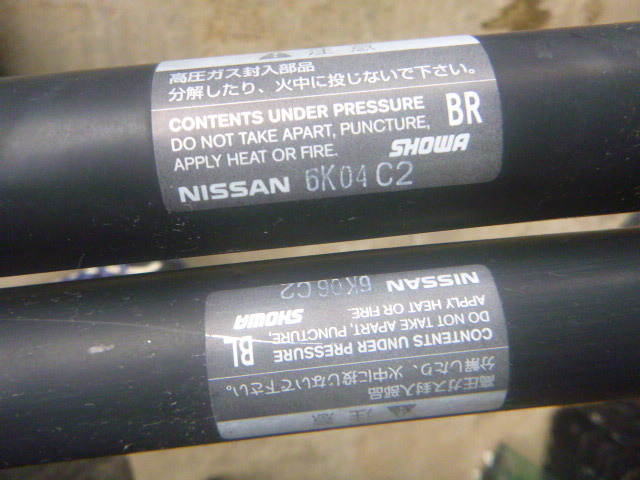 注意
高圧ガス封入部品
分解したり、火中に投じないで下さい。
CONTENTS UNDER PRESSURE
DO NOT TAKE APART, PUNCTURE,
APPLY HEAT OR FIRE.
BR
SHOWA
NISSAN 6K04 C2
注意
高圧ガス封入部品
分解したり、火中に投じないで下さい。
CONTENTS UNDER PRESSURE
DO NOT TAKE APART, PUNCTURE,
APPLY HEAT OR FIRE.
BL
SHOWA
NISSAN 6K06 C2